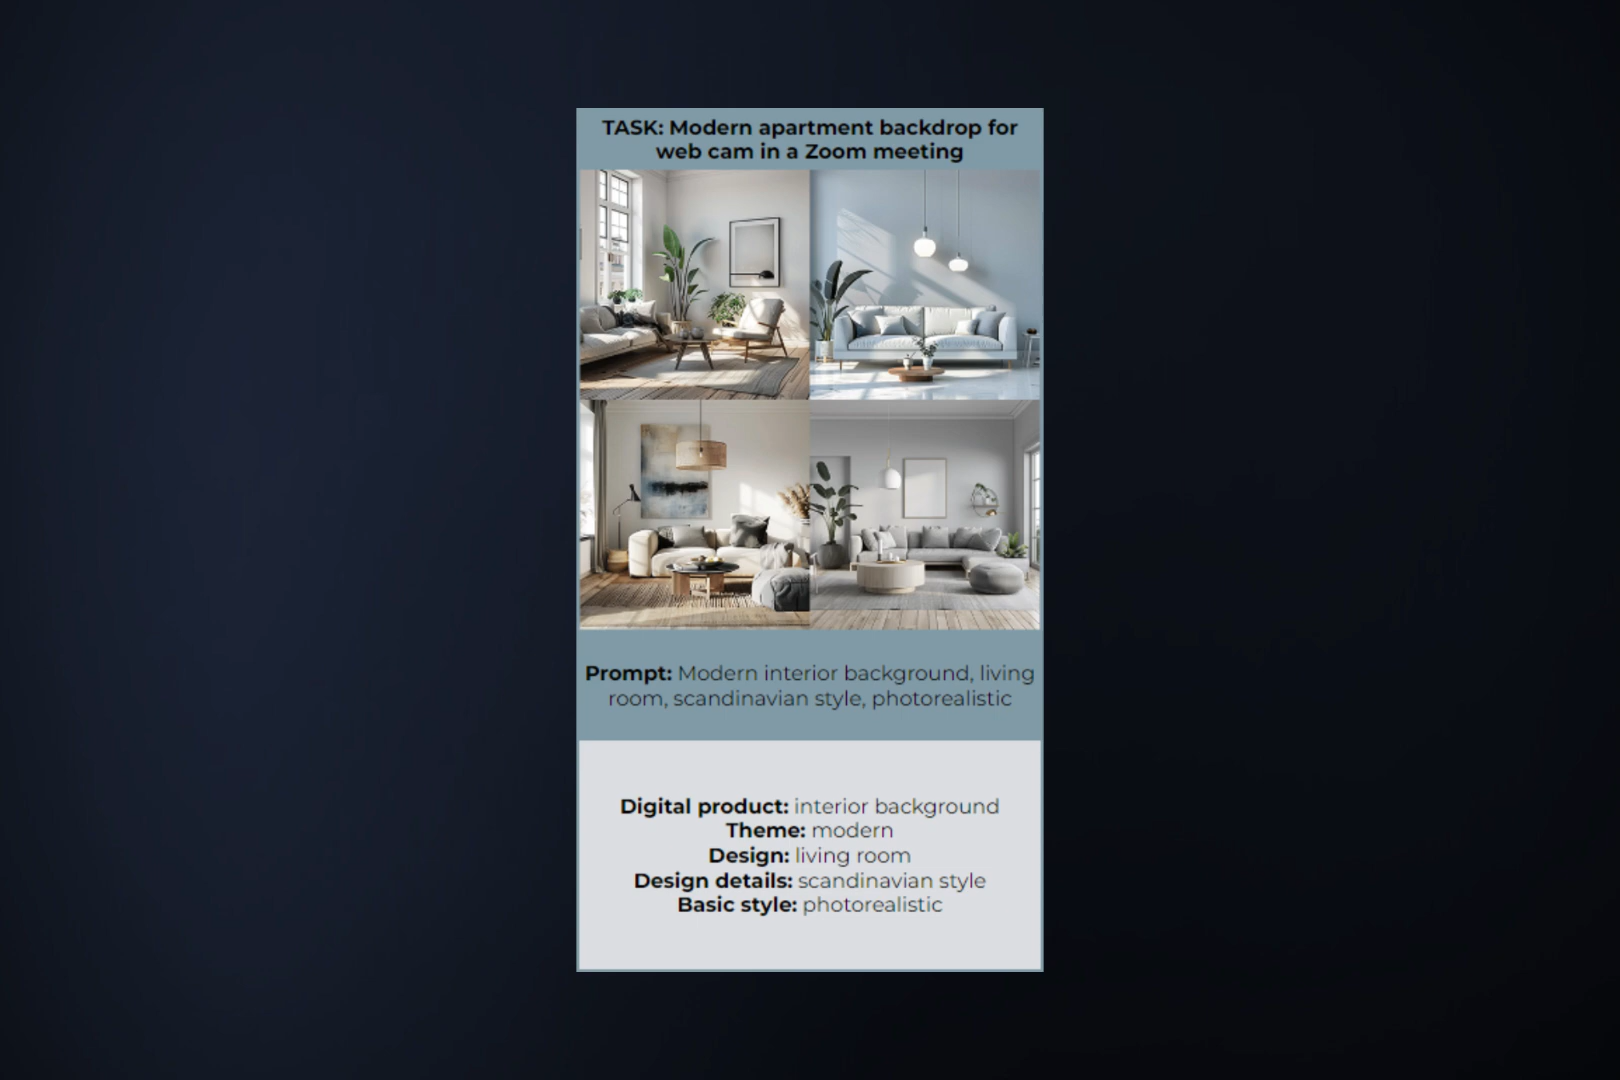 TASK: Modern apartment backdrop for
web cam in a Zoom meeting
Prompt: Modern interior background, living
room, scandinavian style, photorealistic
Digital product: interior background
Theme: modern
Design: living room
Design details: scandinavian style
Basic style: photorealistic